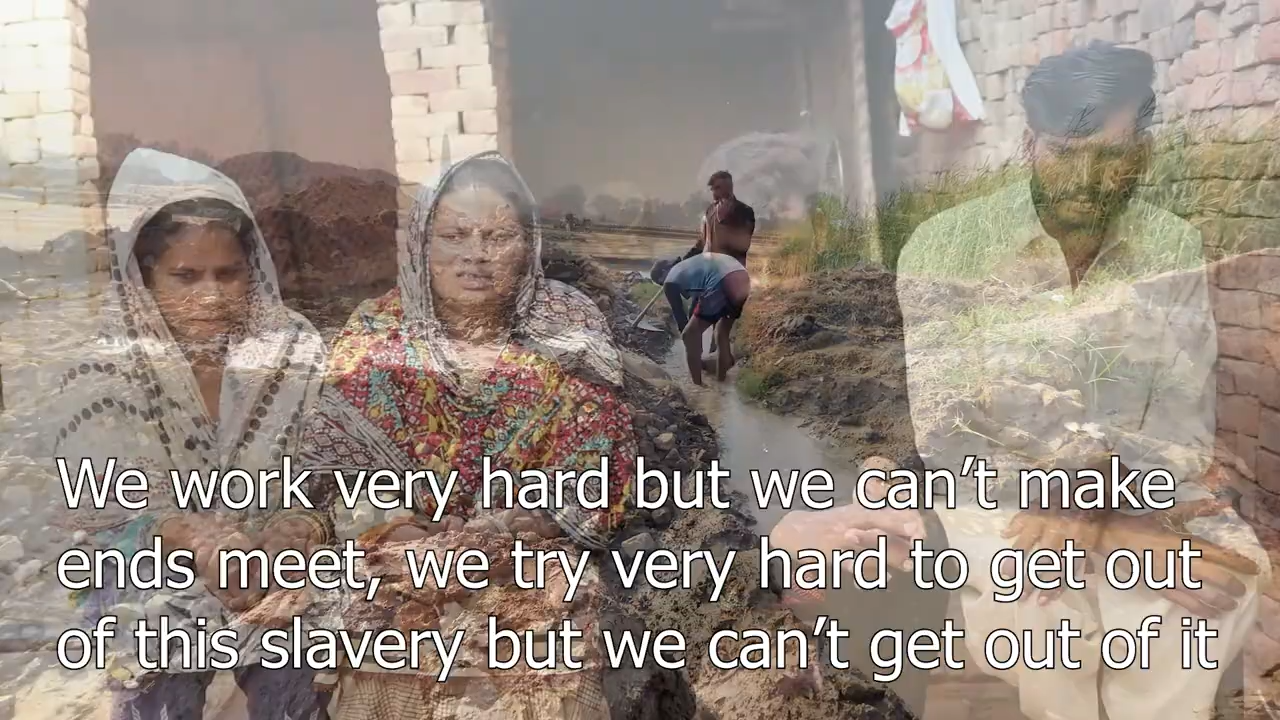 We work very hard but we can’t make
ends meet, we try very hard to get out
of this slavery but we can’t get out of it